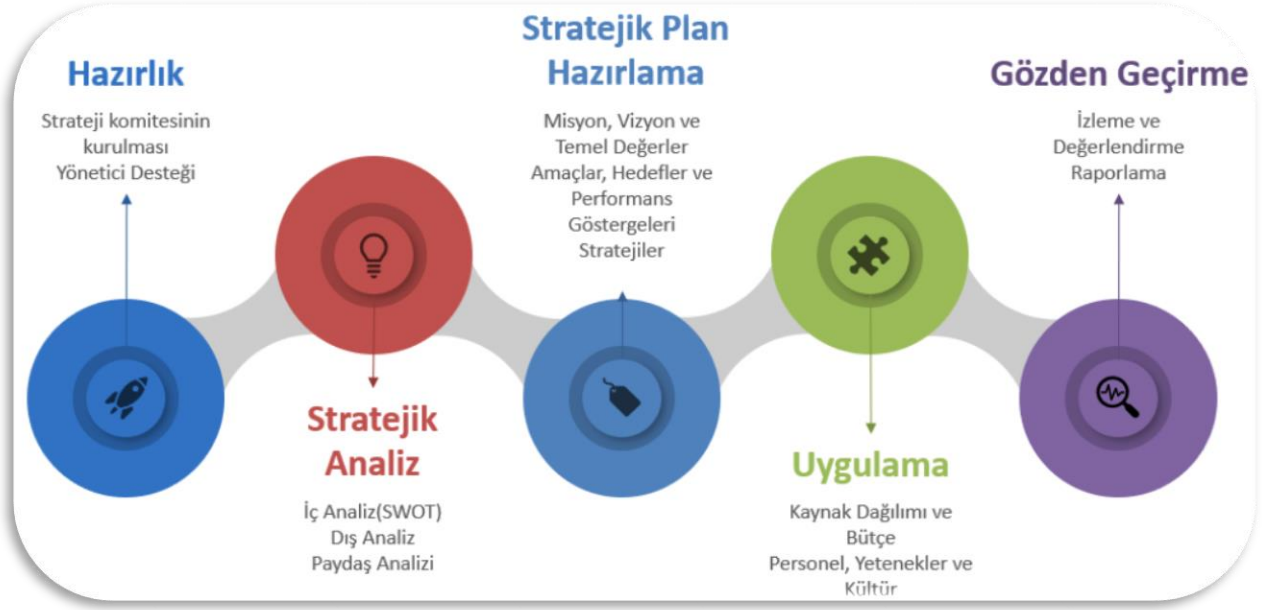 Hazırlık
Strateji komitesinin
kurulması
Yönetici Desteği
Stratejik
Analiz
İç Analiz(SWOT)
Dış Analiz
Paydaş Analizi
Stratejik Plan
Hazırlama
Misyon, Vizyon ve
Temel Değerler
Amaçlar, Hedefler ve
Performans
Göstergeleri
Stratejiler
Uygulama
Kaynak Dağılımı ve
Bütçe
Personel, Yetenekler ve
Kültür
Gözden Geçirme
İzleme ve
Değerlendirme
Raporlama